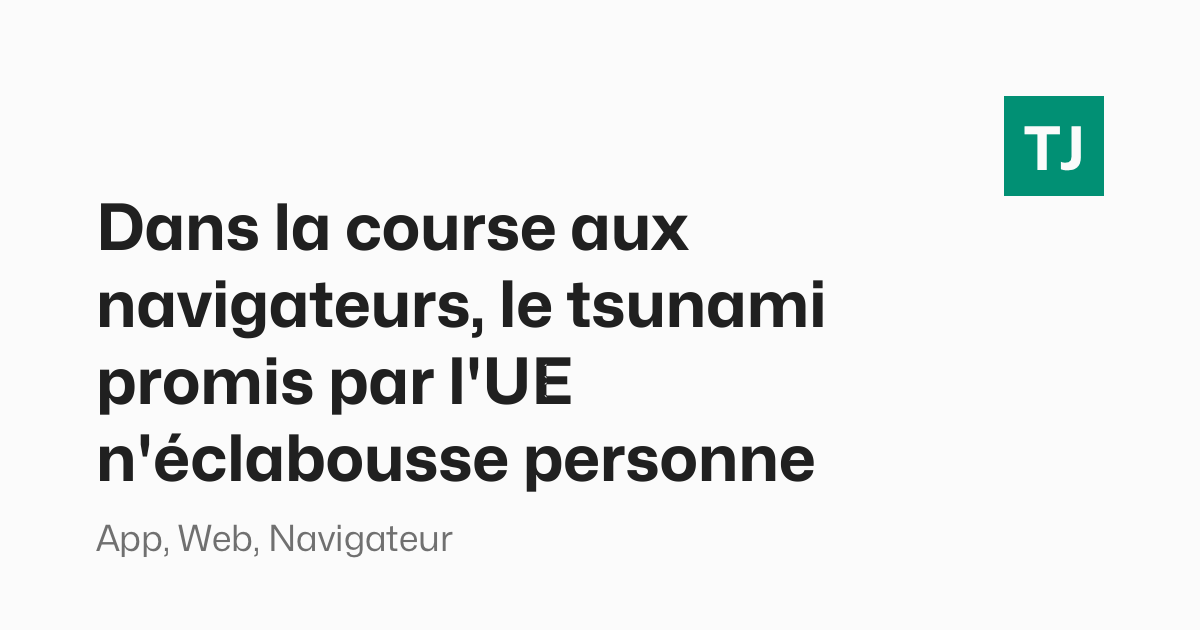 TJ
Dans la course aux
navigateurs, le tsunami
promis par l'UE
n'éclabousse personne
App, Web, Navigateur